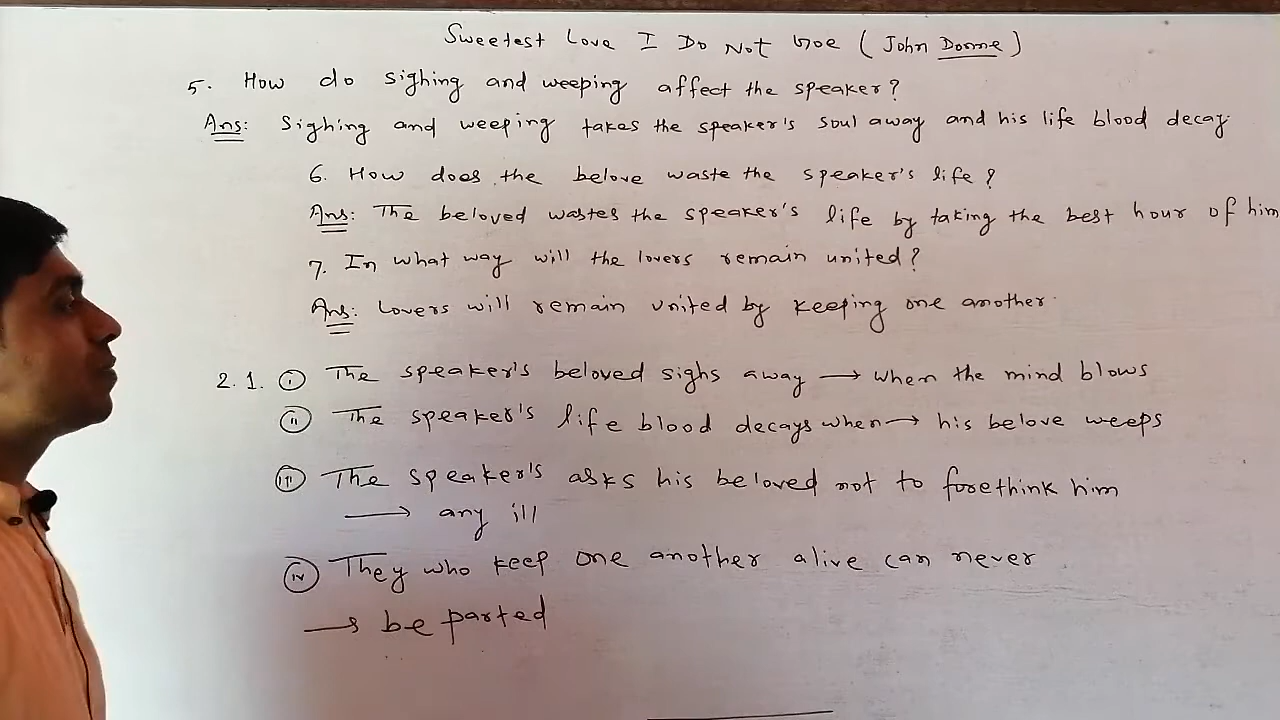 Sweetest Love I Do Not Goe (John Donne)
5. How do sighing and weeping affect the speaker?
Ans: Sighing and weeping takes the speaker's soul away and his life blood decay
6. How does the belove waste the speaker's life?
Ans: The beloved wastes the speaker's life by taking the best hour of him
7. In what way will the lovers remain united?
Ans: Lovers will remain united by keeping one another.
2.1. (i) The speaker's beloved sighs away → when the mind blows
(ii) The speaker's life blood decays when → his belove weeps
(iii) The speaker's asks his beloved not to forethink him
→ any ill
(iv) They who keep one another alive can never
→ be parted